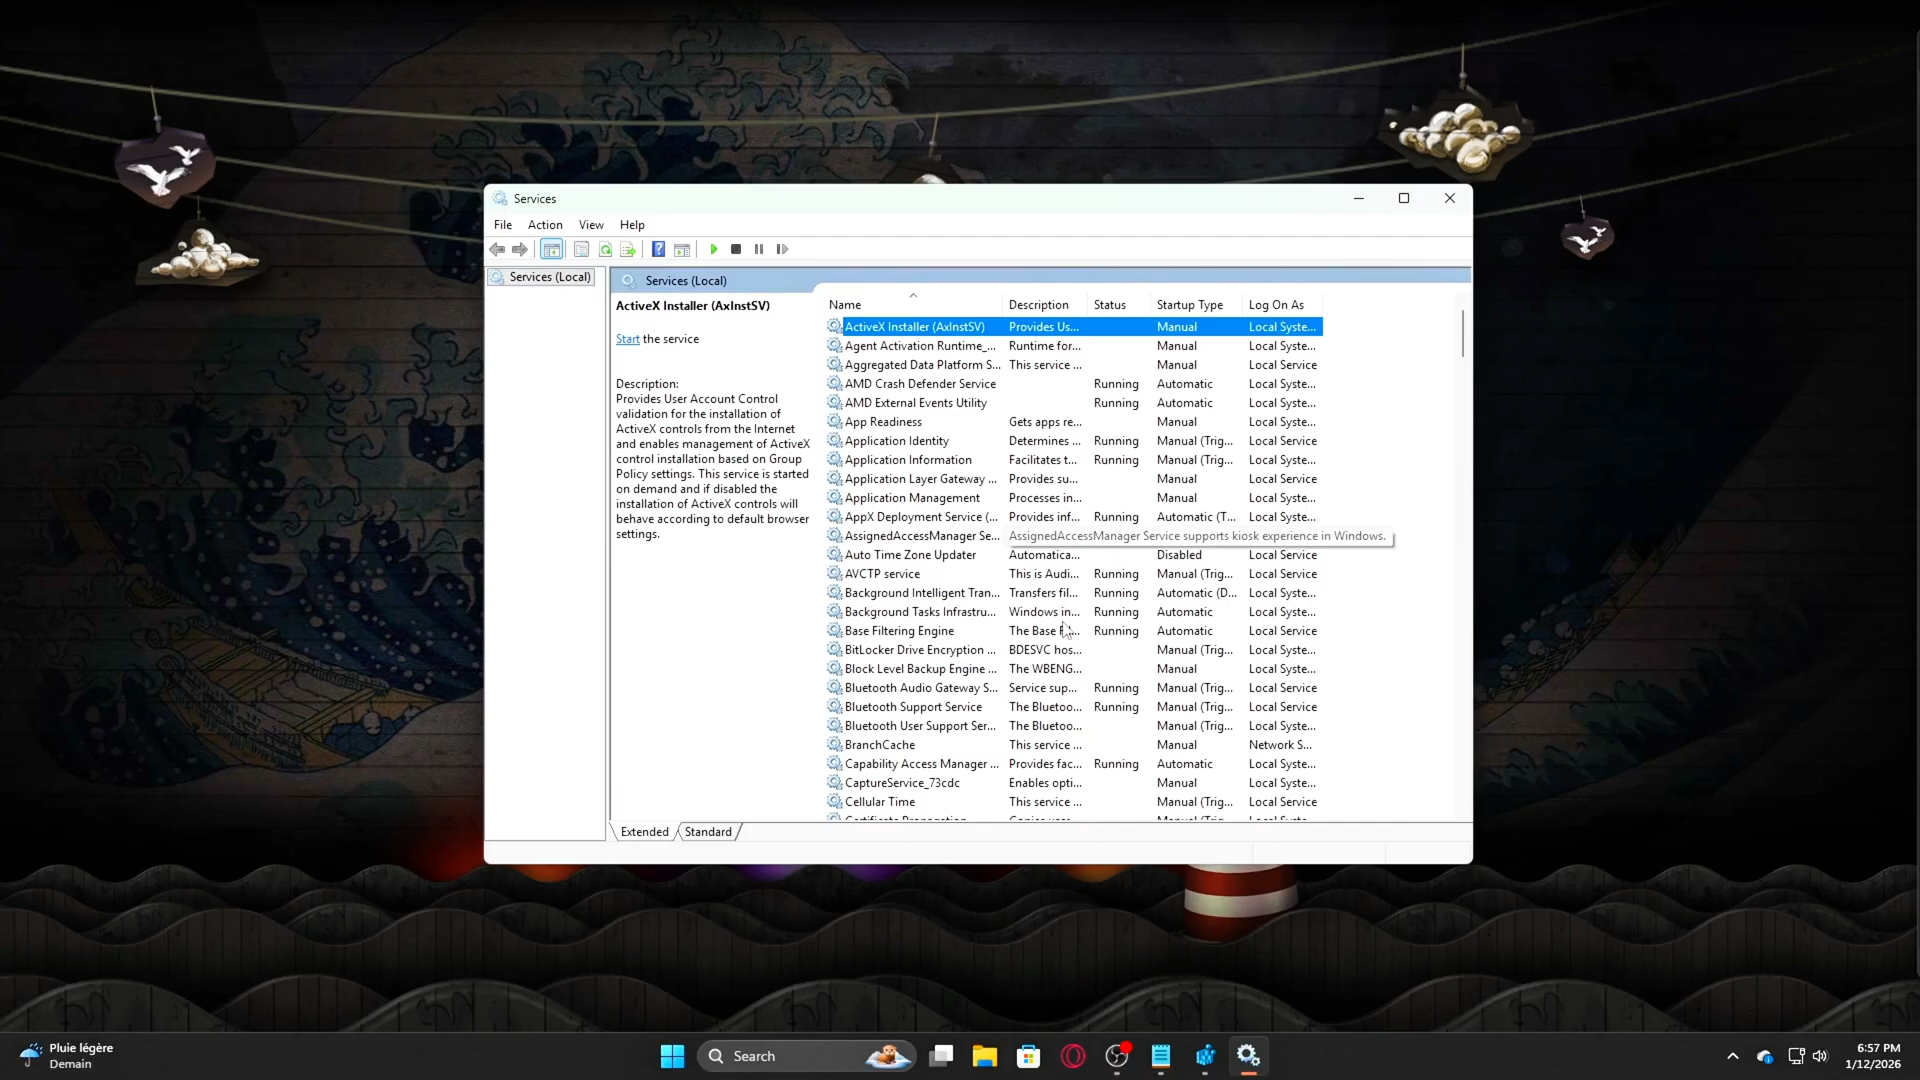 Services
File Action View Help
Services (Local)
Services (Local)
ActiveX Installer (AxInstSV)
Start the service
Description:
Provides User Account Control
validation for the installation of
ActiveX controls from the Internet
and enables management of ActiveX
control installation based on Group
Policy settings. This service is started
on demand and if disabled the
installation of ActiveX controls will
behave according to default browser
settings.
Name Description Status Startup Type Log On As
ActiveX Installer (AxInstSV) Provides Us... Manual Local Syste...
Agent Activation Runtime_... Runtime for... Manual Local Syste...
Aggregated Data Platform S... This service ... Manual Local Service
AMD Crash Defender Service Running Automatic Local Syste...
AMD External Events Utility Running Automatic Local Syste...
App Readiness Gets apps re... Manual Local Syste...
Application Identity Determines ... Running Manual (Trig... Local Service
Application Information Facilitates t... Running Manual (Trig... Local Syste...
Application Layer Gateway ... Provides su... Manual Local Service
Application Management Processes in... Manual Local Syste...
AppX Deployment Service (... Provides inf... Running Automatic (T... Local Syste...
AssignedAccessManager Se... AssignedAccessManager Service supports kiosk experience in Windows.
Auto Time Zone Updater Automatica... Disabled Local Service
AVCTP service This is Audi... Running Manual (Trig... Local Service
Background Intelligent Tran... Transfers fil... Running Automatic (D... Local Syste...
Background Tasks Infrastru... Windows in... Running Automatic Local Syste...
Base Filtering Engine The Base F... Running Automatic Local Service
BitLocker Drive Encryption ... BDESVC hos... Manual (Trig... Local Syste...
Block Level Backup Engine ... The WBENG... Manual Local Syste...
Bluetooth Audio Gateway S... Service sup... Running Manual (Trig... Local Service
Bluetooth Support Service The Bluetoo... Running Manual (Trig... Local Service
Bluetooth User Support Ser... The Bluetoo... Manual (Trig... Local Syste...
BranchCache This service ... Manual Network S...
Capability Access Manager ... Provides fac... Running Automatic Local Syste...
CaptureService_73cdc Enables opti... Manual Local Syste...
Cellular Time This service ... Manual (Trig... Local Service
Extended Standard
Pluie légère
Demain
Search
6:57 PM
1/12/2026